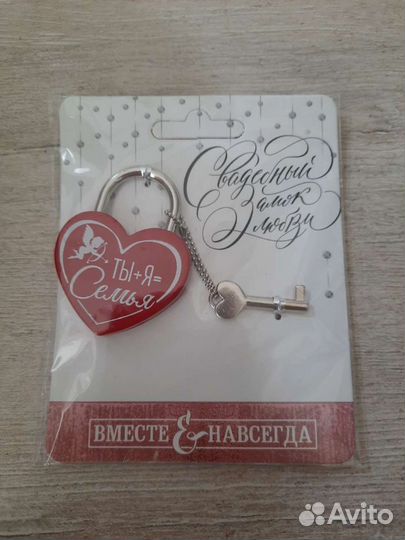 Свадебный
Замок
любви
ТЫ+Я=
Семья
ВМЕСТЕ & НАВСЕГДА
Avito